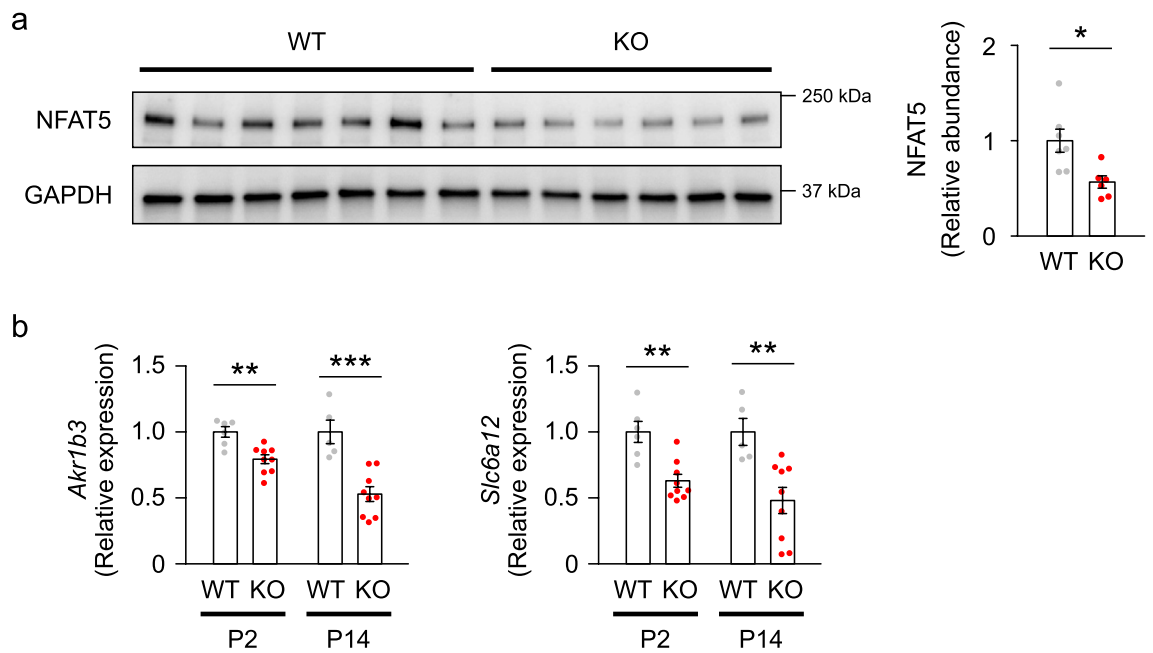 a
WT
KO
NFAT5
250 kDa
GAPDH
37 kDa
NFAT5
(Relative abundance)
2
1
0
*
WT KO
b
Akr1b3
(Relative expression)
1.5
1.0
0.5
0
**
***
WT KO WT KO
P2 P14
Slc6a12
(Relative expression)
1.5
1.0
0.5
0
**
**
WT KO WT KO
P2 P14